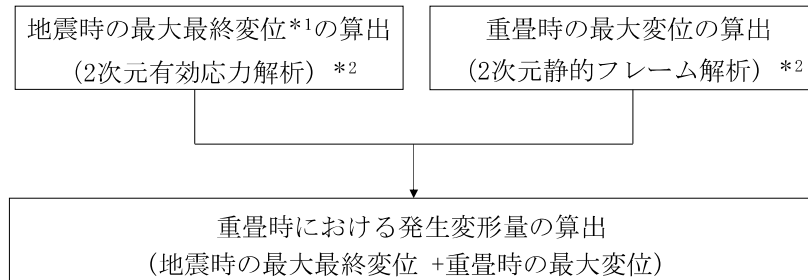 地震時の最大最終変位*1の算出
(2次元有効応力解析) *2
重畳時の最大変位の算出
(2次元静的フレーム解析) *2
重畳時における発生変形量の算出
(地震時の最大最終変位 +重畳時の最大変位)